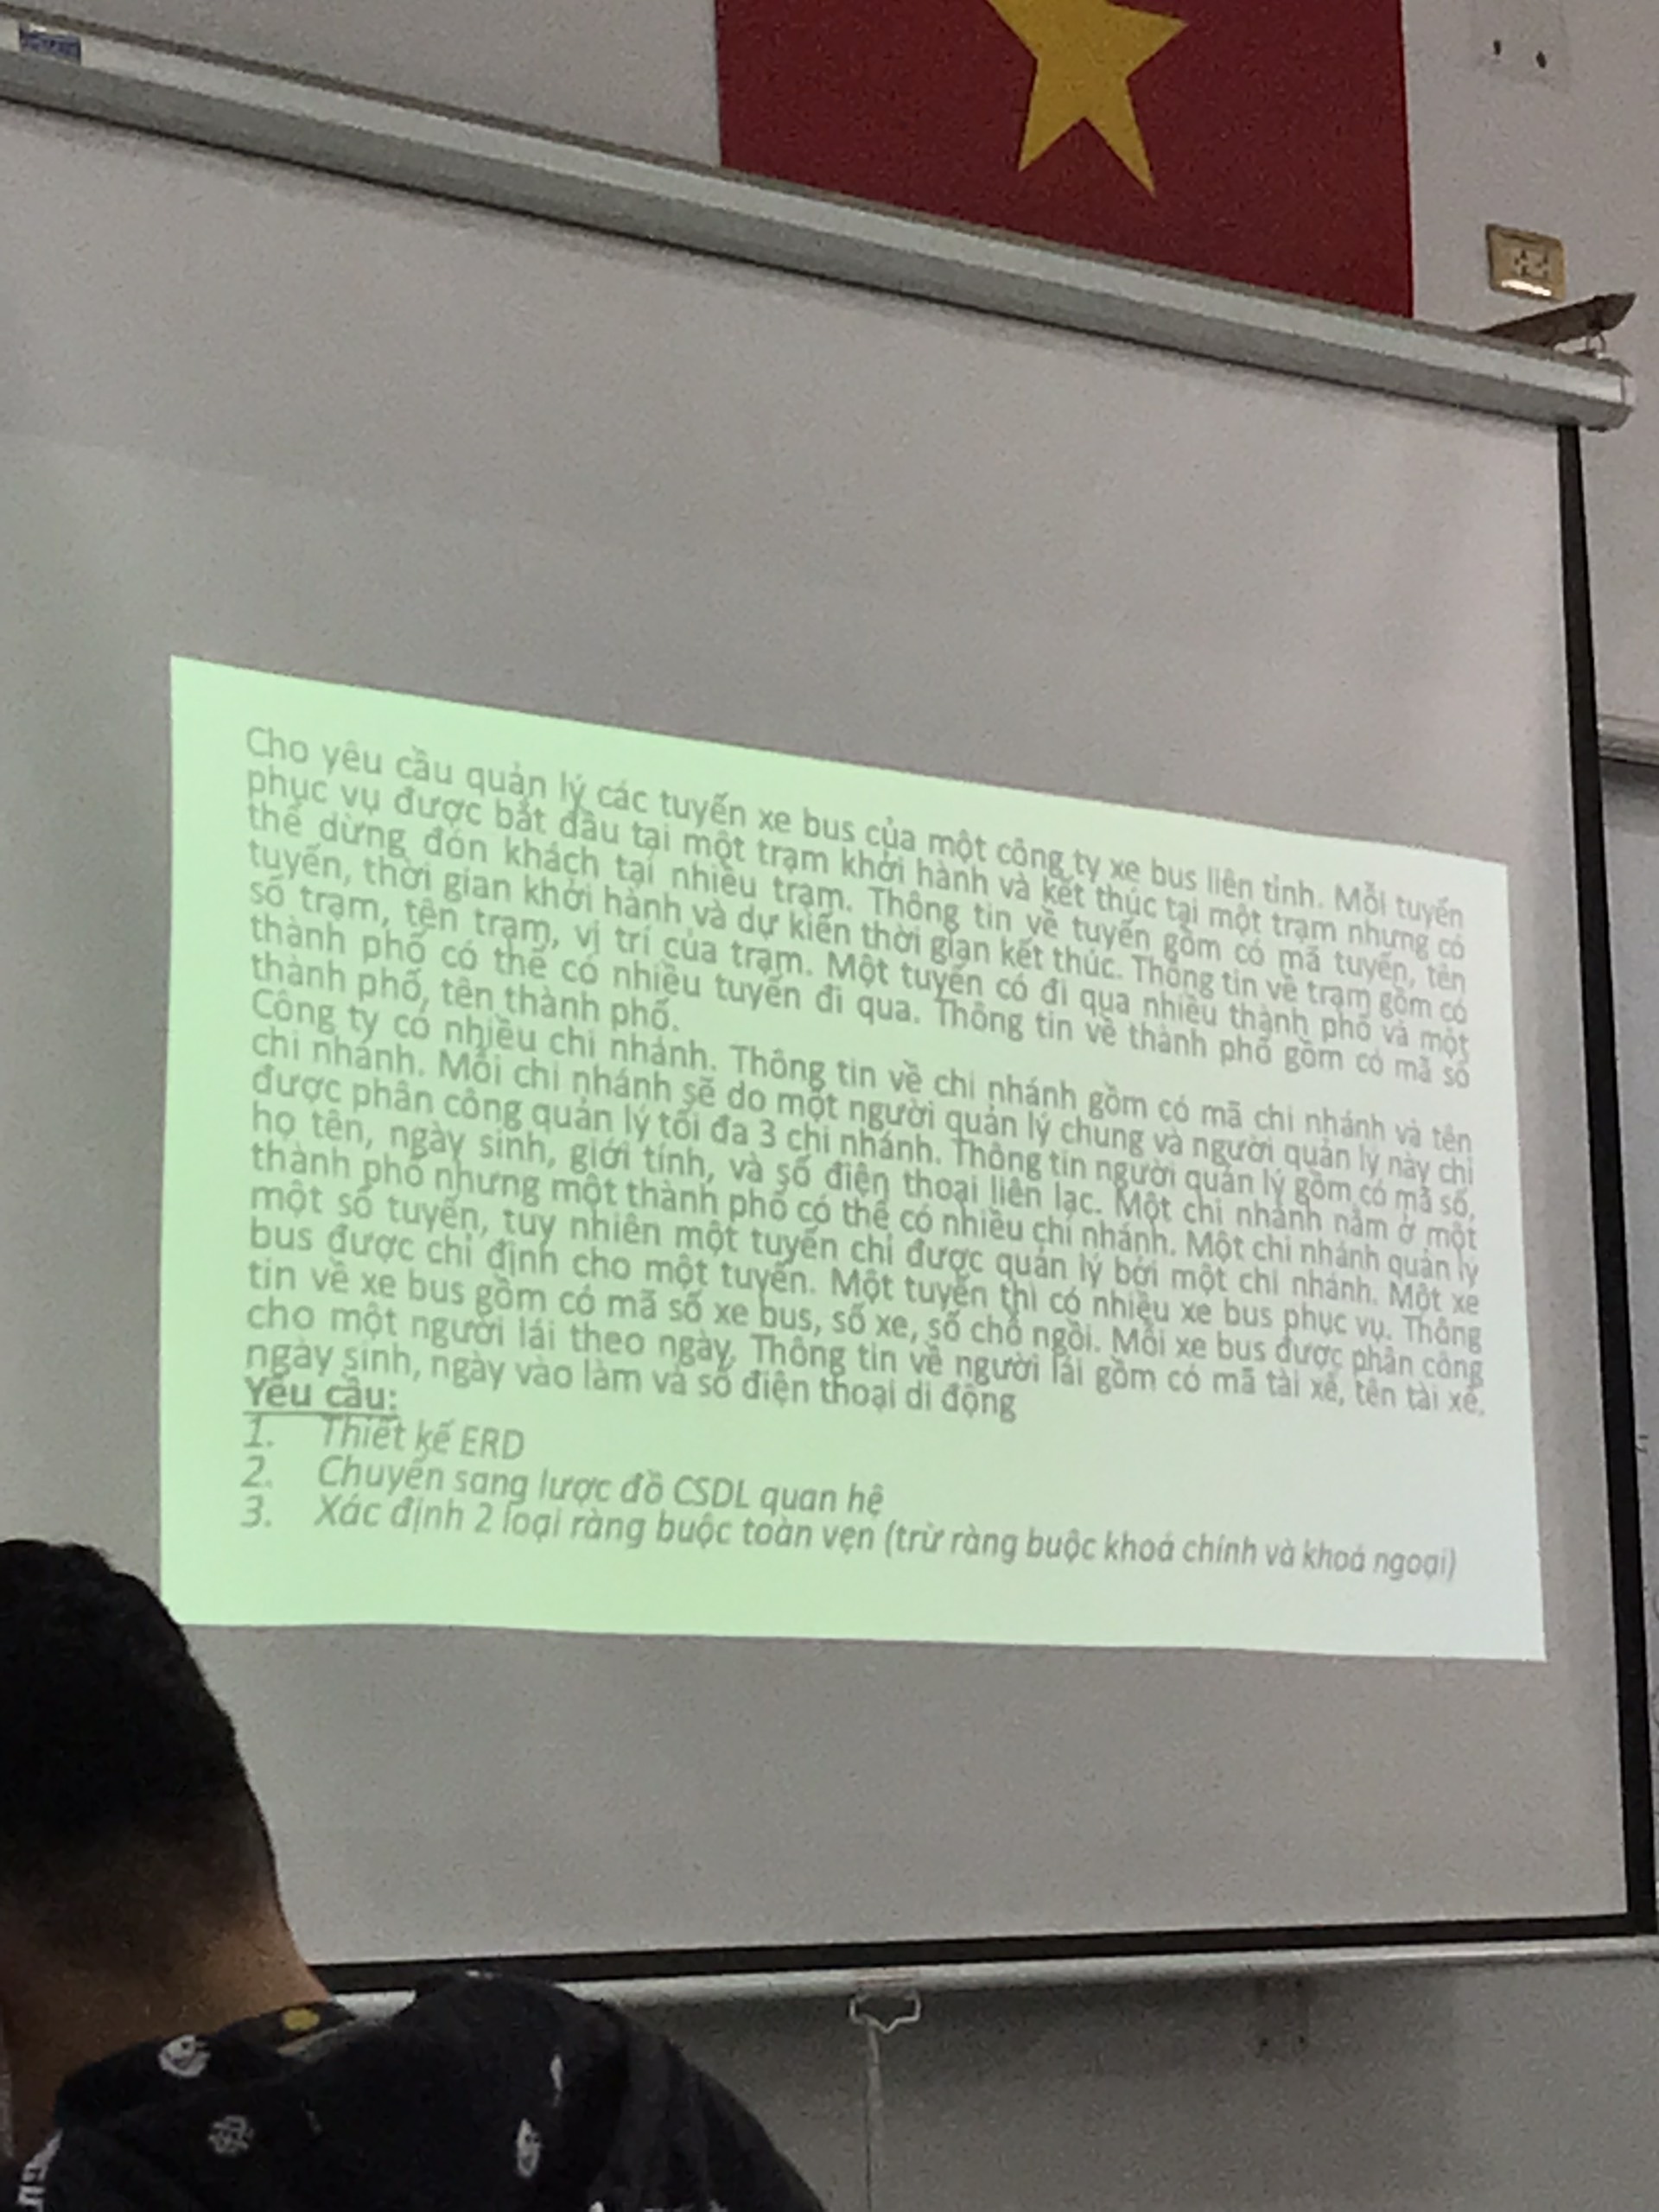 Cho yêu cầu quản lý các tuyến xe bus của một công ty xe bus liên tỉnh. Mỗi tuyến
phục vụ được bắt đầu tại một trạm khởi hành và kết thúc tại một trạm nhưng có
thể dừng đón khách tại nhiều trạm. Thông tin về tuyến gồm có mã tuyến, tên
tuyến, thời gian khởi hành và dự kiến thời gian kết thúc. Thông tin về trạm gồm có
số trạm, tên trạm, vị trí của trạm. Một tuyến có đi qua nhiều thành phố và một
thành phố có thể có nhiều tuyến đi qua. Thông tin về thành phố gồm có mã số
thành phố, tên thành phố.
Công ty có nhiều chi nhánh. Thông tin về chi nhánh gồm có mã chi nhánh và tên
chi nhánh. Mỗi chi nhánh sẽ do một người quản lý chung và người quản lý này chỉ
được phân công quản lý tối đa 3 chi nhánh. Thông tin người quản lý gồm có mã số,
họ tên, ngày sinh, giới tính, và số điện thoại liên lạc. Một chi nhánh nằm ở một
thành phố nhưng một thành phố có thể có nhiều chi nhánh. Một chi nhánh quản lý
một số tuyến, tuy nhiên một tuyến chỉ được quản lý bởi một chi nhánh. Một xe
bus được chỉ định cho một tuyến. Một tuyến thì có nhiều xe bus phục vụ. Thông
tin về xe bus gồm có mã số xe bus, số xe, số chỗ ngồi. Mỗi xe bus được phân công
cho một người lái theo ngày. Thông tin về người lái gồm có mã tài xế, tên tài xế,
ngày sinh, ngày vào làm và số điện thoại di động
Yêu cầu:
1. Thiết kế ERD
2. Chuyển sang lược đồ CSDL quan hệ
3. Xác định 2 loại ràng buộc toàn vẹn (trừ ràng buộc khoá chính và khoá ngoại)